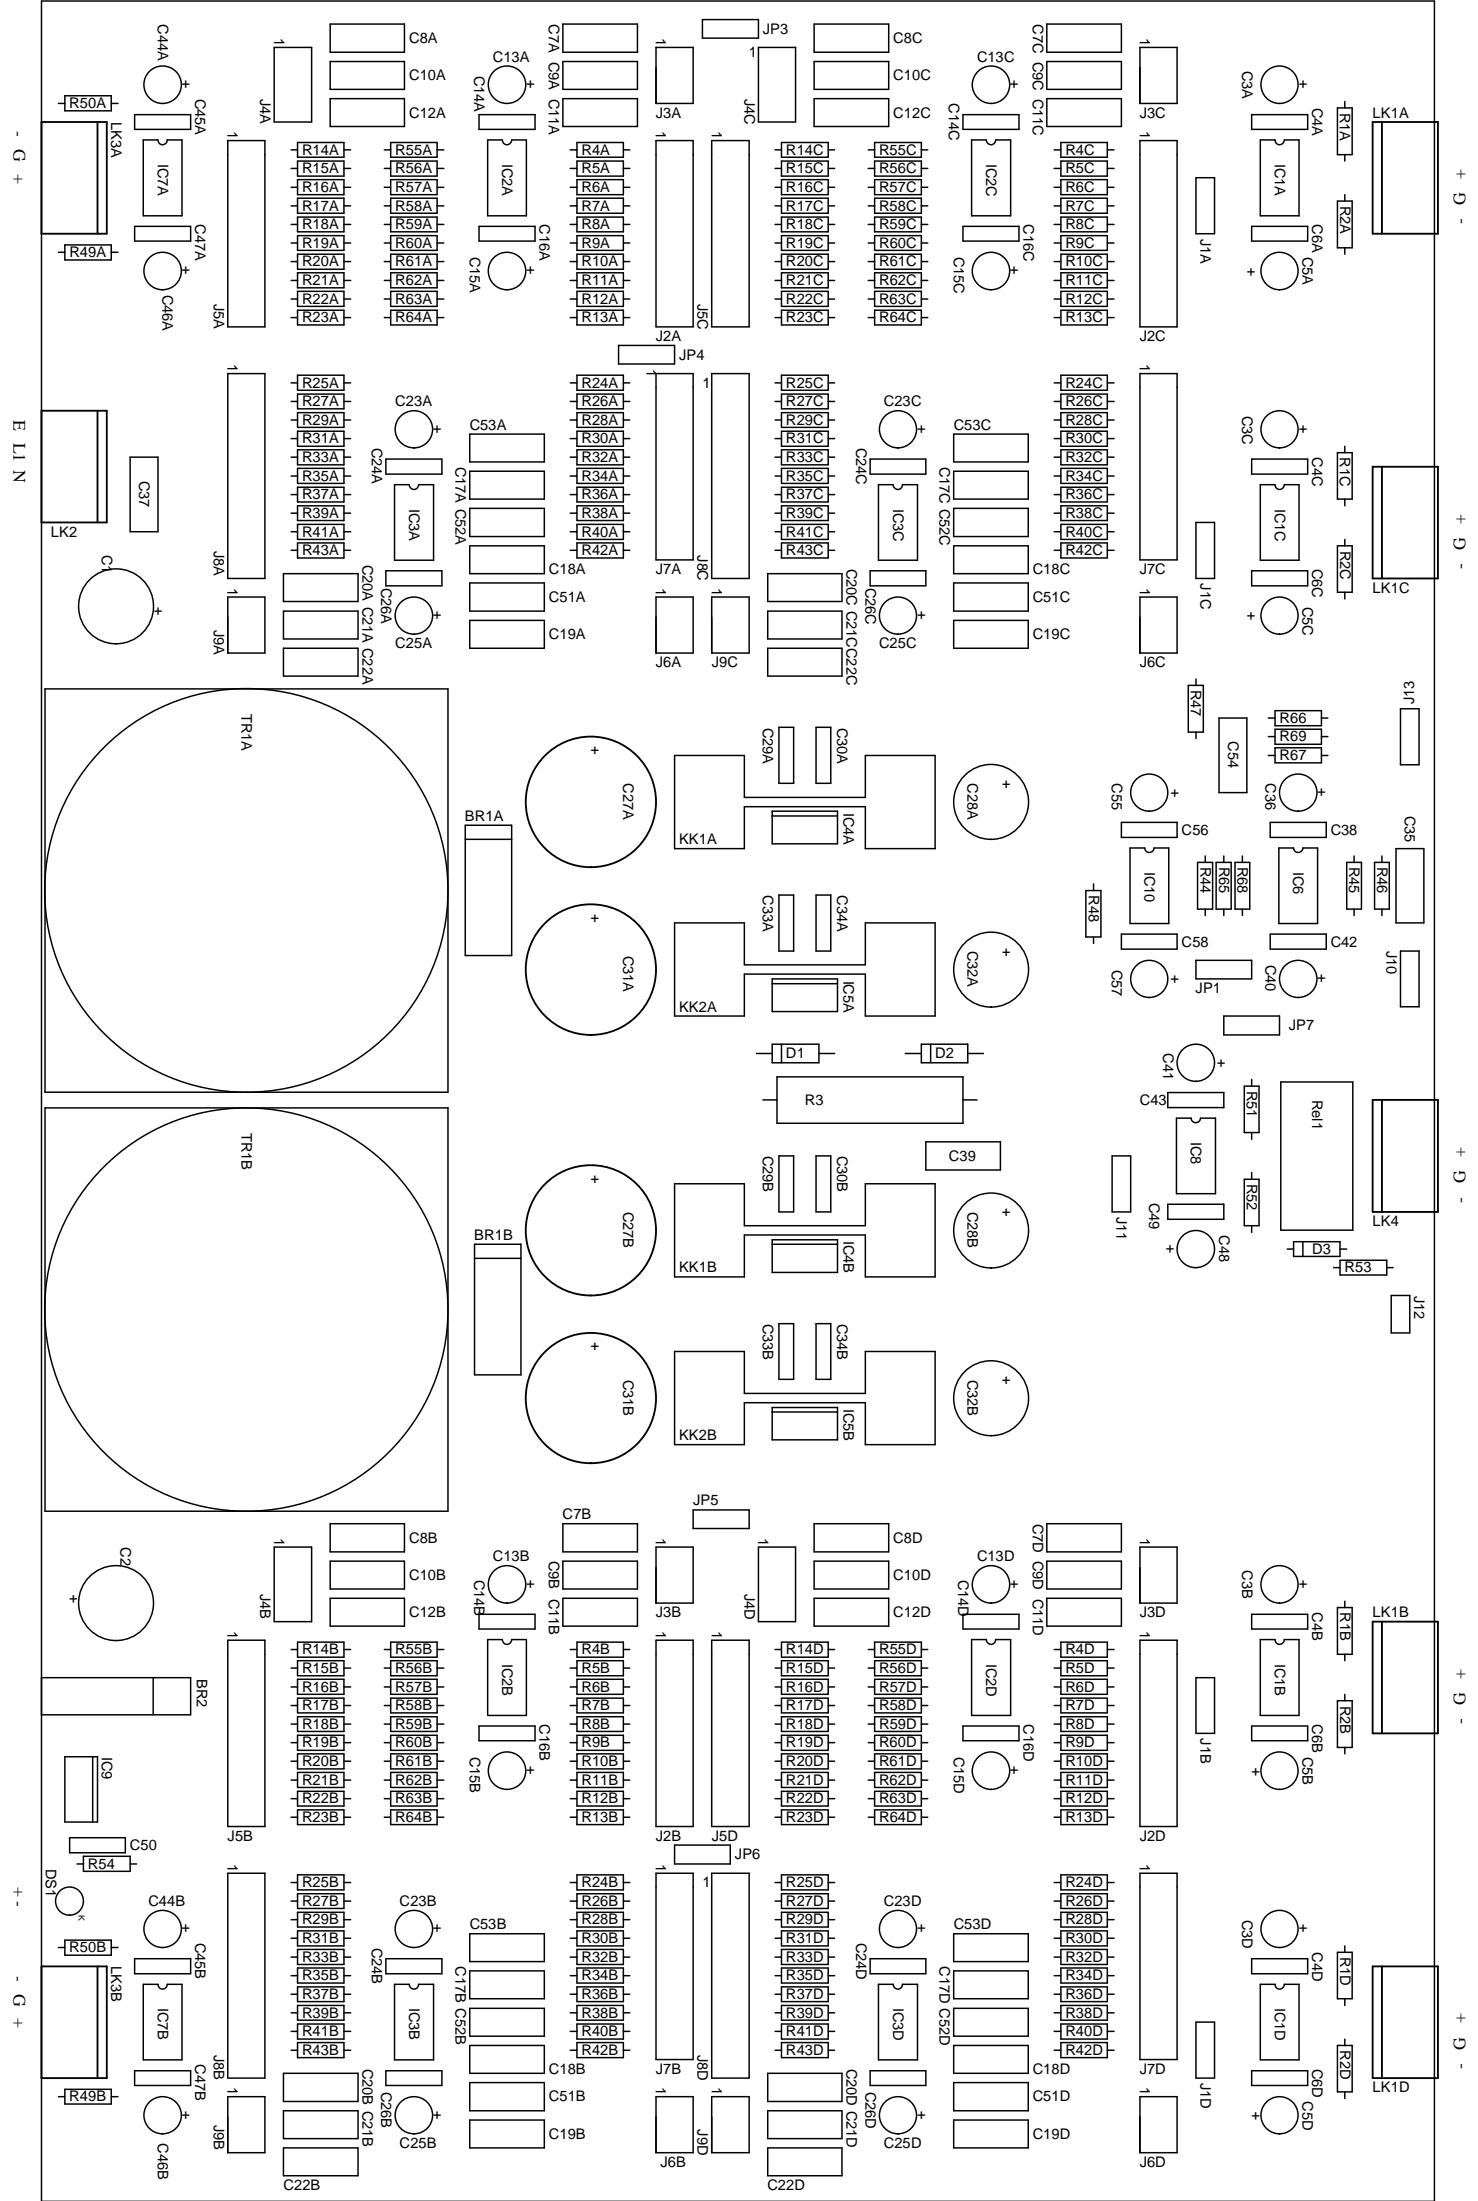 C44A
C45A
R50A
LK3A
- G +
IC7A
R49A
C47A
C46A
J4A
C8A
C10A
C12A
C13A
C14A
C7A
C9A
C11A
J3A
JP3
J4C
C8C
C10C
C12C
C13C
C14C
C7C
C9C
C11C
J3C
C3A
C4A
R1A
LK1A
+ G -
R2A
IC1A
C6A
C5A
J1A
J5A
R14A
R15A
R16A
R17A
R18A
R19A
R20A
R21A
R22A
R23A
R55A
R56A
R57A
R58A
R59A
R60A
R61A
R62A
R63A
R64A
IC2A
C16A
C15A
R4A
R5A
R6A
R7A
R8A
R9A
R10A
R11A
R12A
R13A
J2A
J5C
R14C
R15C
R16C
R17C
R18C
R19C
R20C
R21C
R22C
R23C
R55C
R56C
R57C
R58C
R59C
R60C
R61C
R62C
R63C
R64C
IC2C
C16C
C15C
R4C
R5C
R6C
R7C
R8C
R9C
R10C
R11C
R12C
R13C
J2C
JP4
E L1 N
LK2
C37
J8A
J9A
R25A
R27A
R29A
R31A
R33A
R35A
R37A
R39A
R41A
R43A
C20A
C21A
C22A
C23A
C24A
IC3A
C26A
C25A
C53A
C17A
C52A
C18A
C51A
C19A
R24A
R26A
R28A
R30A
R32A
R34A
R36A
R38A
R40A
R42A
J7A
J6A
J8C
J9C
R25C
R27C
R29C
R31C
R33C
R35C
R37C
R39C
R41C
R43C
C20C
C21C
C22C
C23C
C24C
IC3C
C26C
C25C
C53C
C17C
C52C
C18C
C51C
C19C
R24C
R26C
R28C
R30C
R32C
R34C
R36C
R38C
R40C
R42C
J7C
J6C
J1C
C3C
C4C
IC1C
C6C
C5C
R1C
R2C
LK1C
+ G -
TR1A
BR1A
C27A
C31A
C29A
C30A
KK1A
IC4A
C28A
C33A
C34A
KK2A
IC5A
C32A
R47
C54
R66
R69
R67
J13
C55
C56
IC10
C58
C57
C36
C38
IC6
C42
C40
R44
R65
R68
R45
R46
C35
R48
JP1
J10
JP7
D1
D2
R3
C39
C41
C43
IC8
C49
C48
R51
R52
Rel1
LK4
+ G -
J11
D3
R53
J12
TR1B
BR1B
C27B
C31B
C29B
C30B
KK1B
IC4B
C28B
C33B
C34B
KK2B
IC5B
C32B
JP5
C2
BR2
IC9
C50
R54
DS1
K
+ -
J4B
C8B
C10B
C12B
C13B
C14B
C7B
C9B
C11B
J3B
J4D
C8D
C10D
C12D
C13D
C14D
C7D
C9D
C11D
J3D
C3B
C4B
IC1B
C6B
C5B
R1B
R2B
LK1B
+ G -
J1B
J5B
R14B
R15B
R16B
R17B
R18B
R19B
R20B
R21B
R22B
R23B
R55B
R56B
R57B
R58B
R59B
R60B
R61B
R62B
R63B
R64B
IC2B
C16B
C15B
R4B
R5B
R6B
R7B
R8B
R9B
R10B
R11B
R12B
R13B
J2B
J5D
R14D
R15D
R16D
R17D
R18D
R19D
R20D
R21D
R22D
R23D
R55D
R56D
R57D
R58D
R59D
R60D
R61D
R62D
R63D
R64D
IC2D
C16D
C15D
R4D
R5D
R6D
R7D
R8D
R9D
R10D
R11D
R12D
R13D
J2D
JP6
C44B
C45B
R50B
LK3B
- G +
IC7B
C47B
R49B
C46B
J8B
J9B
R25B
R27B
R29B
R31B
R33B
R35B
R37B
R39B
R41B
R43B
C20B
C21B
C22B
C23B
C24B
IC3B
C26B
C25B
C53B
C17B
C52B
C18B
C51B
C19B
R24B
R26B
R28B
R30B
R32B
R34B
R36B
R38B
R40B
R42B
J7B
J6B
J8D
J9D
R25D
R27D
R29D
R31D
R33D
R35D
R37D
R39D
R41D
R43D
C20D
C21D
C22D
C23D
C24D
IC3D
C26D
C25D
C53D
C17D
C52D
C18D
C51D
C19D
R24D
R26D
R28D
R30D
R32D
R34D
R36D
R38D
R40D
R42D
J7D
J6D
J1D
C3D
C4D
IC1D
C6D
C5D
R1D
R2D
LK1D
+ G -